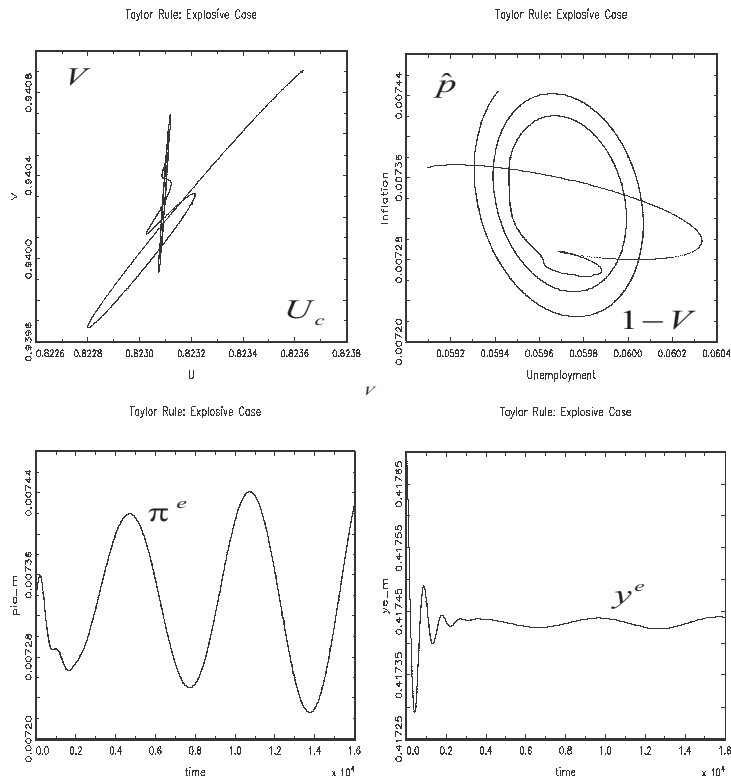 Taylor Rule: Explosive Case
V
V
0.9396 0.9400 0.9404 0.9408
U c
0.8226 0.8228 0.8230 0.8232 0.8234 0.8236 0.8238
U
Taylor Rule: Explosive Case
p̂
Inflation
0.00720 0.00728 0.00736 0.00744
1 − V
0.0592 0.0594 0.0596 0.0598 0.0600 0.0602 0.0604
Unemployment
V
Taylor Rule: Explosive Case
π e
pie_m
0.00720 0.00728 0.00736 0.00744
0.0 0.2 0.4 0.6 0.8 1.0 1.2 1.4 1.6
time
x 10⁴
Taylor Rule: Explosive Case
y e
ye_m
0.41725 0.41735 0.41745 0.41755 0.41765
0.0 0.2 0.4 0.6 0.8 1.0 1.2 1.4 1.6
time
x 10⁴